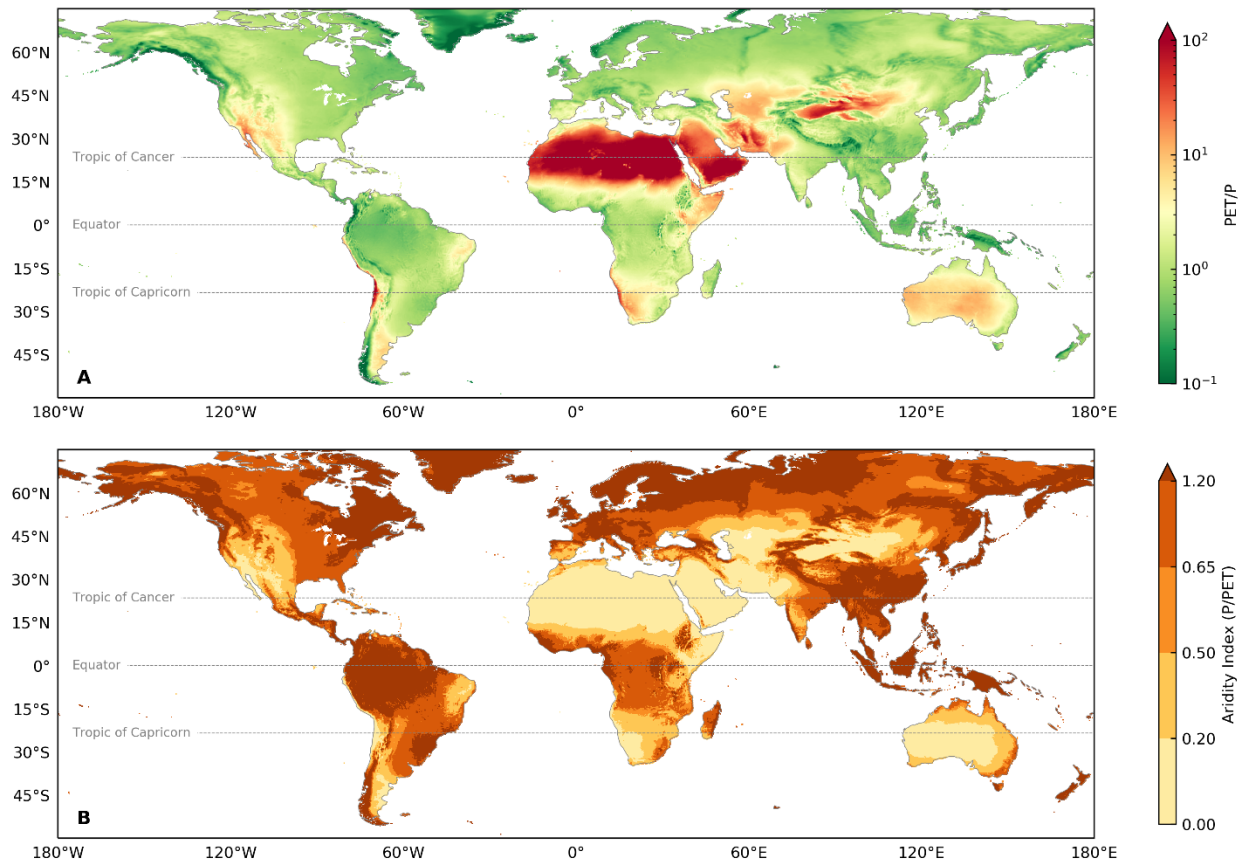 60°N
45°N
30°N
Tropic of Cancer
15°N
0°
Equator
15°S
Tropic of Capricorn
30°S
45°S
A
180°W
120°W
60°W
0°
60°E
120°E
180°E
10²
10¹
10⁰
10⁻¹
PET/P
60°N
45°N
30°N
Tropic of Cancer
15°N
0°
Equator
15°S
Tropic of Capricorn
30°S
45°S
B
180°W
120°W
60°W
0°
60°E
120°E
180°E
1.20
0.65
0.50
0.20
0.00
Aridity Index (P/PET)